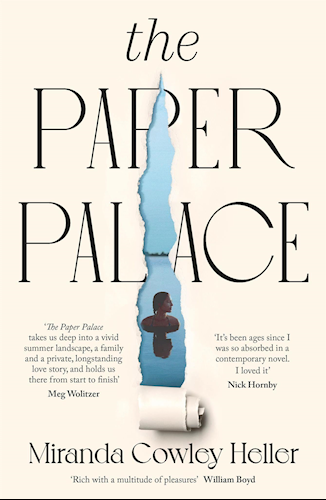 the
PAPER
PALACE
'The Paper Palace
takes us deep into a vivid
summer landscape, a family
and a private, longstanding
love story, and holds us
there from start to finish'
Meg Wolitzer
'It's been ages since I
was so absorbed in a
contemporary novel.
I loved it'
Nick Hornby
Miranda Cowley Heller
'Rich with a multitude of pleasures' William Boyd